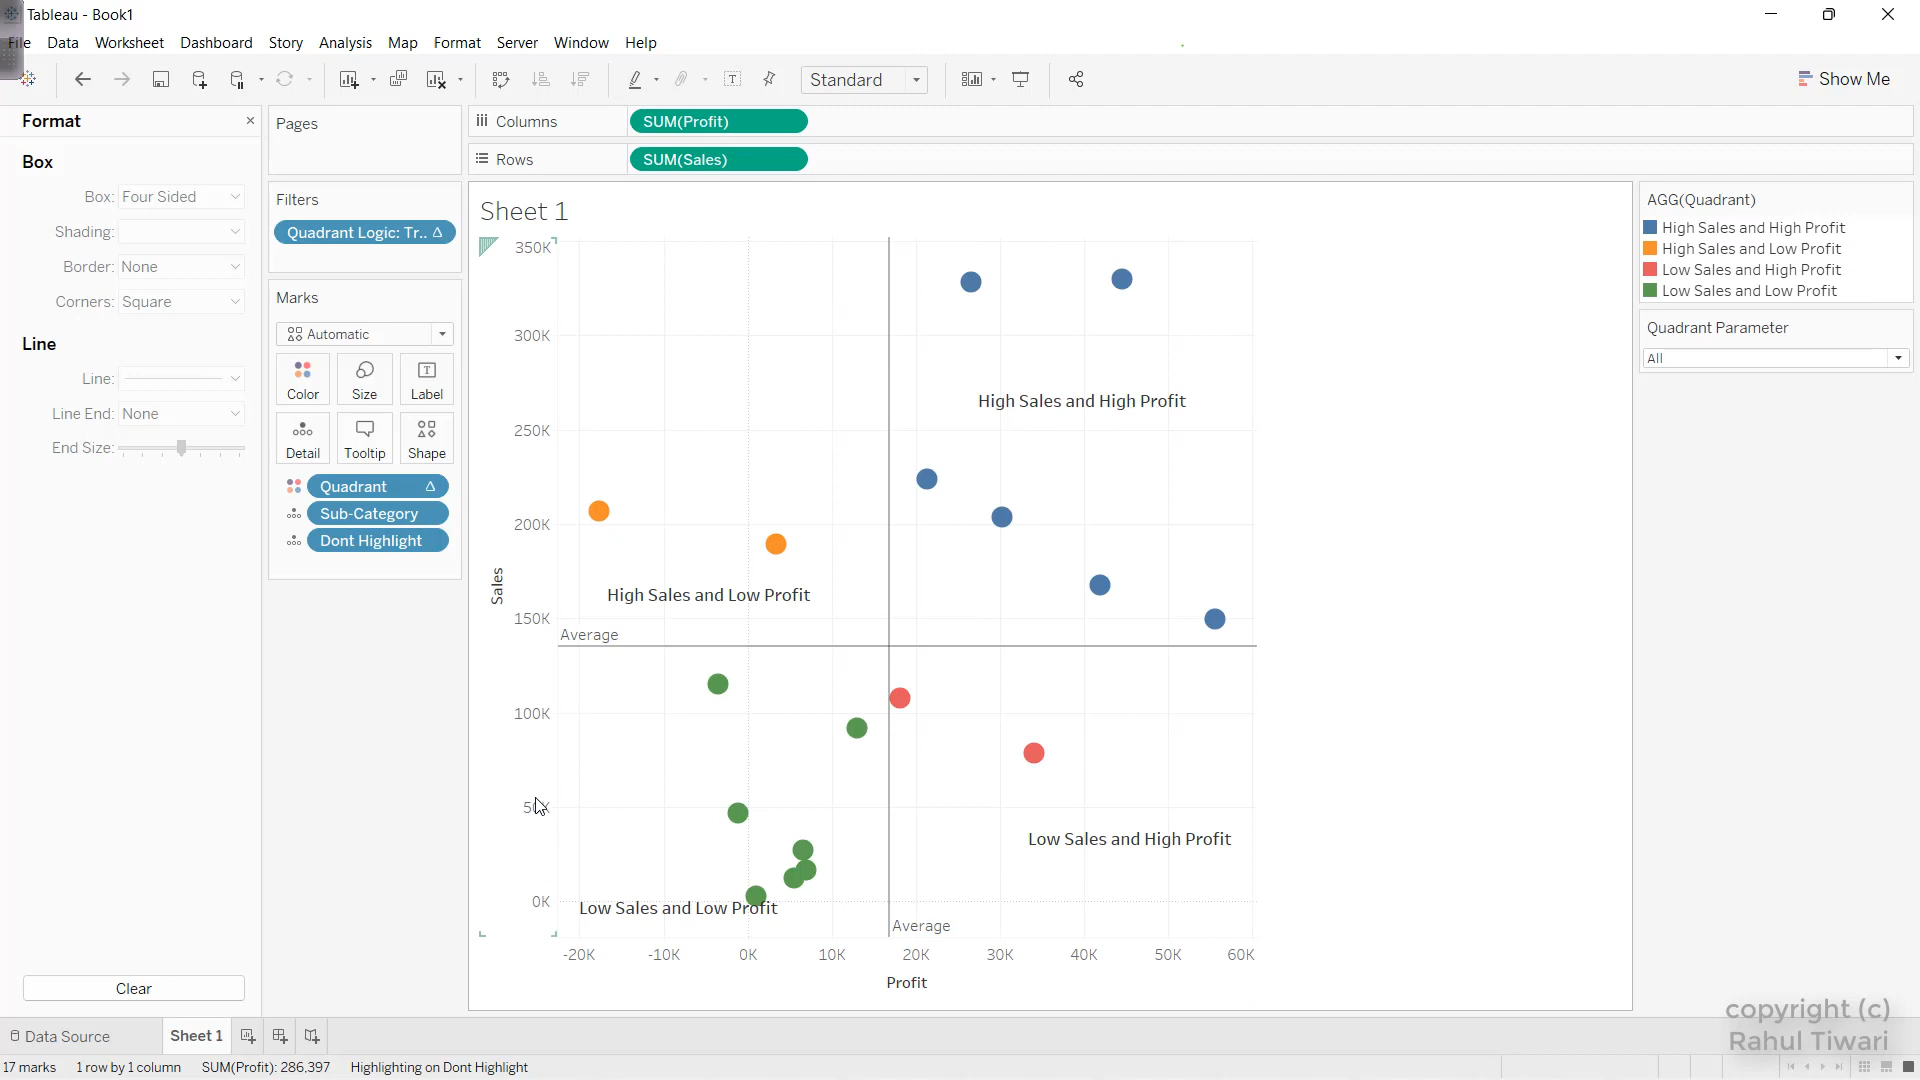 Tableau - Book1
File Data Worksheet Dashboard Story Analysis Map Format Server Window Help
Standard
Show Me
Format
Box
Box: Four Sided
Shading:
Border: None
Corners: Square
Line
Line:
Line End: None
End Size:
Clear
Pages
Filters
Quadrant Logic: Tr..
Marks
Automatic
Color Size Label
Detail Tooltip Shape
Quadrant
Sub-Category
Dont Highlight
Columns SUM(Profit)
Rows SUM(Sales)
Sheet 1
350K
300K
250K
200K
150K
100K
50K
0K
Sales
High Sales and High Profit
High Sales and Low Profit
Average
Low Sales and High Profit
Low Sales and Low Profit
Average
-20K -10K 0K 10K 20K 30K 40K 50K 60K
Profit
AGG(Quadrant)
High Sales and High Profit
High Sales and Low Profit
Low Sales and High Profit
Low Sales and Low Profit
Quadrant Parameter
All
copyright (c)
Rahul Tiwari
Data Source Sheet 1
17 marks 1 row by 1 column SUM(Profit): 286,397 Highlighting on Dont Highlight